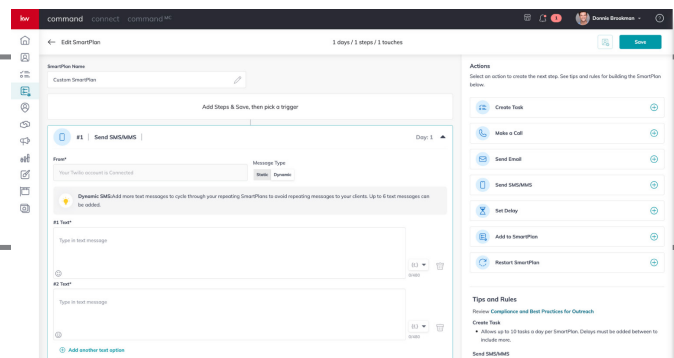 kw command connect command MS 1 Donnie Brookman
Edit SmartPlan 1 days / 1 steps / 1 touches Save
SmartPlan Name
Custom SmartPlan
Add Steps & Save, then pick a trigger
#1 Send SMS/MMS Day: 1
From*
Your Twilio account is Connected
Message Type
Static Dynamic
Dynamic SMS:Add more text messages to cycle through your repeating SmartPlans to avoid repeating messages to your clients. Up to 6 text messages can
be added.
#1 Text*
Type in text message
{i;}
0/480
#2 Text*
Type in text message
0/480
Add another text option
Actions
Select an action to create the next step. See tips and rules for building the SmartPlan
below.
Create Task
Make a Call
Send Email
Send SMS/MMS
Set Delay
Add to SmartPlan
Restart SmartPlan
Tips and Rules
Review Compliance and Best Practices for Outreach
Create Task
• Allows up to 10 tasks a day per SmartPlan. Delays must be added between to
include more.
Send SMS/MMS